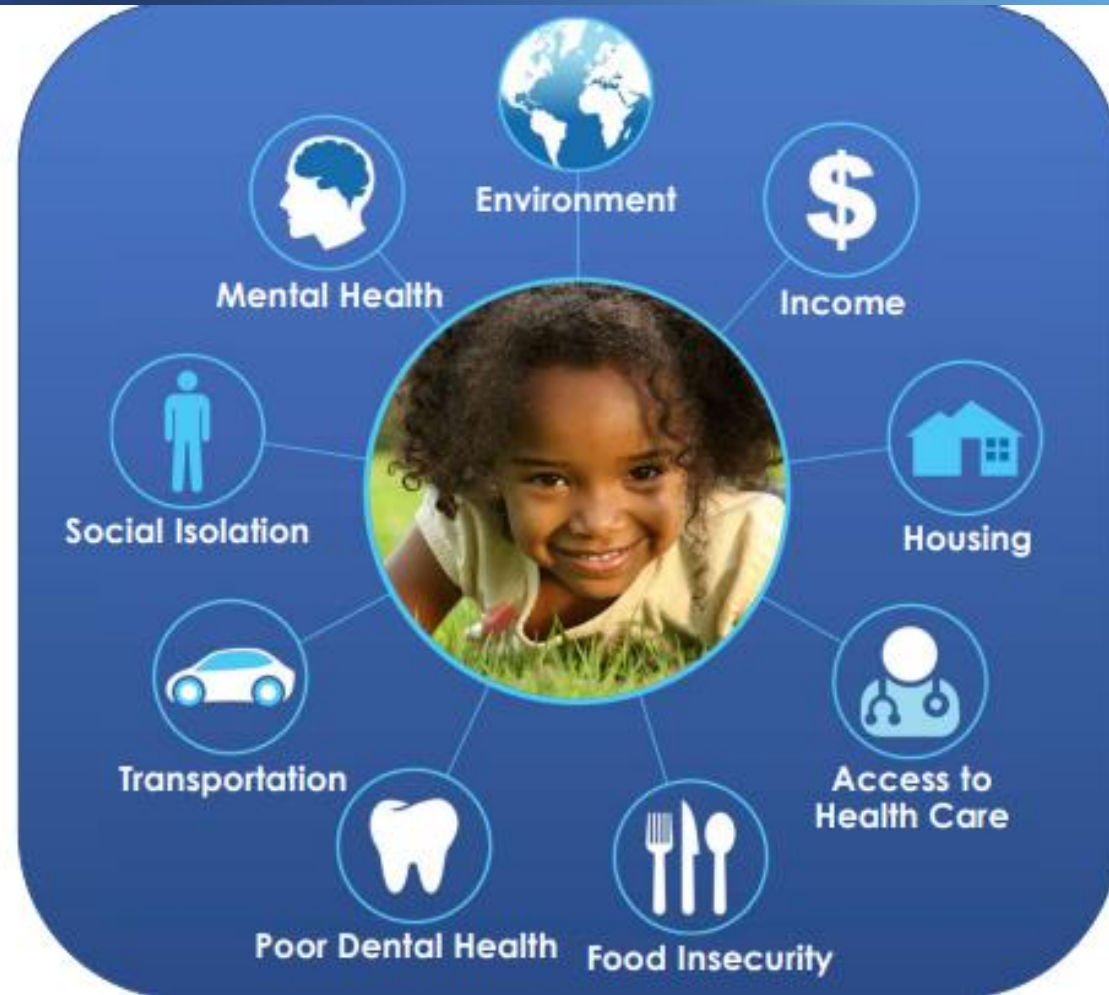 Environment
Mental Health
Income
Social Isolation
Housing
Transportation
Access to
Health Care
Poor Dental Health
Food Insecurity
$